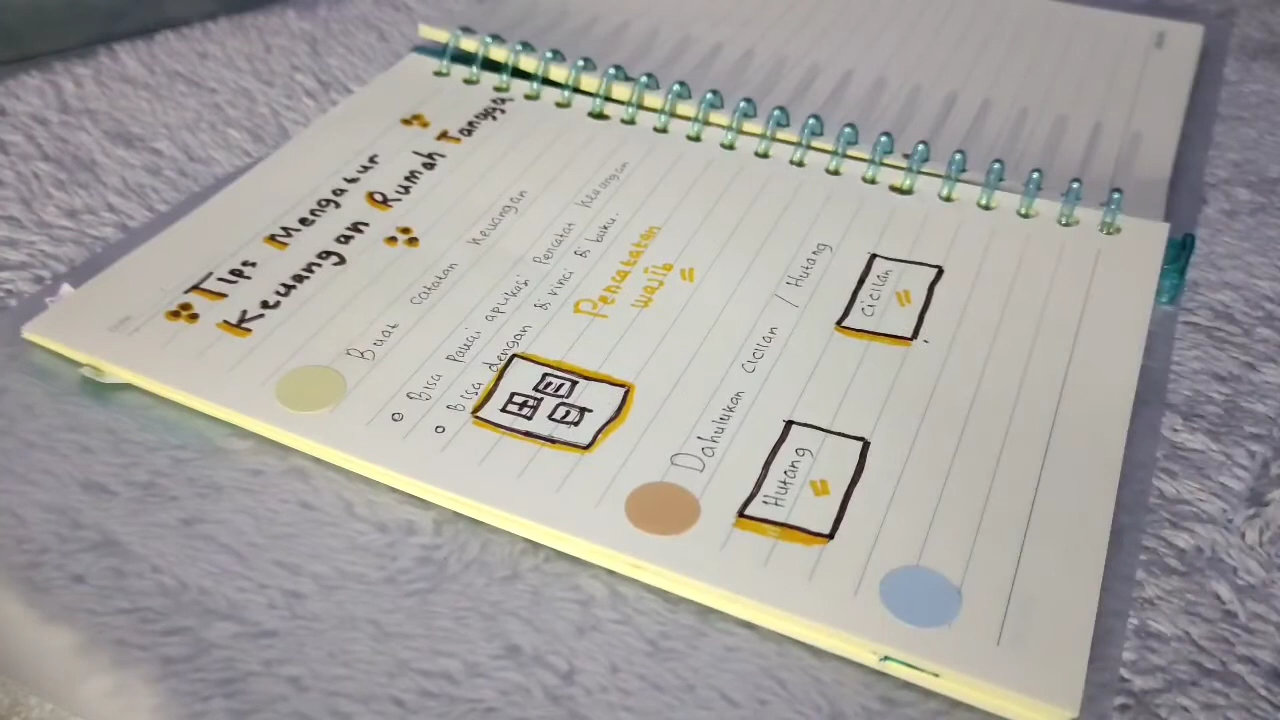 Tips Mengatur
Keuangan Rumah Tangga
Buat Catatan Keuangan
Bisa Pakai aplikasi Pencatat Keuangan
Bisa dengan di rinci di buku.
Pencatatan
wajib
Dahulukan Cicilan / Hutang
Cicilan
Hutang